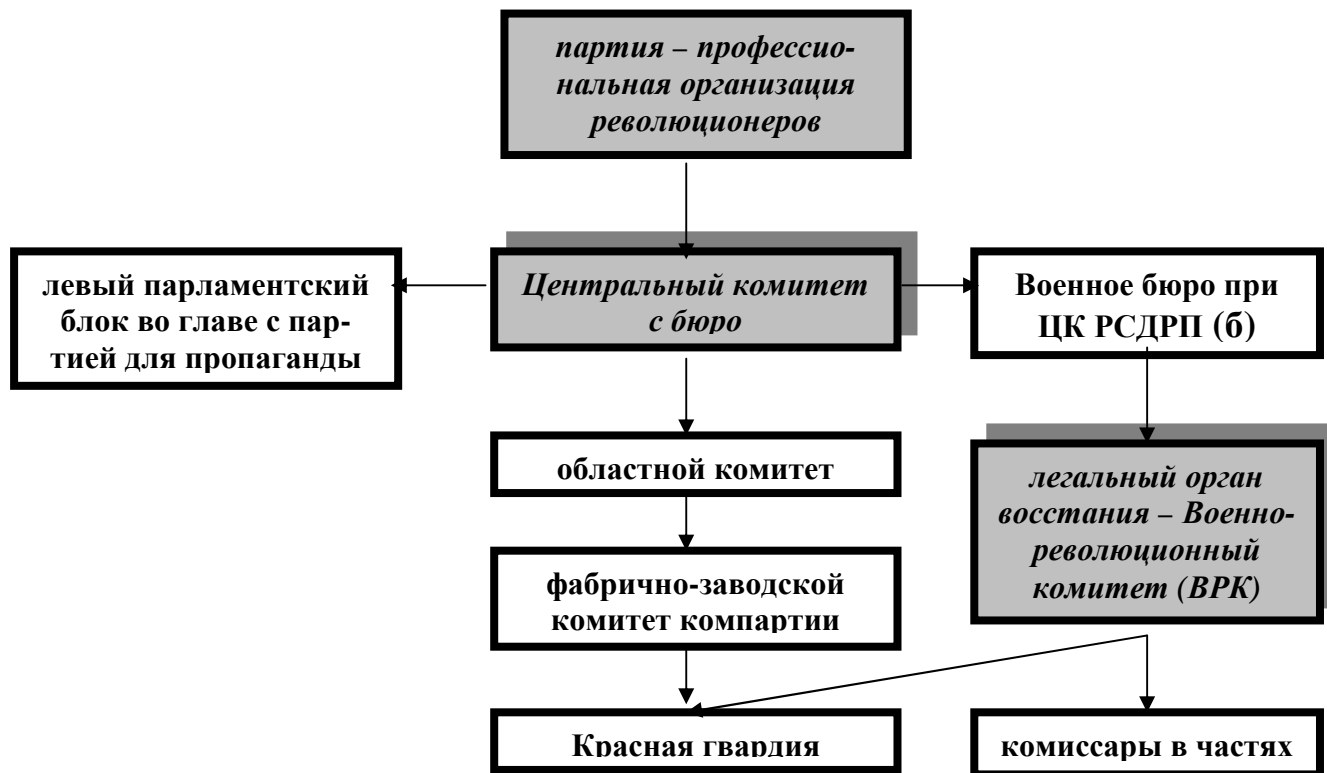 партия – профессио-
нальная организация
революционеров
левый парламентский
блок во главе с пар-
тией для пропаганды
Центральный комитет
с бюро
Военное бюро при
ЦК РСДРП (б)
областной комитет
легальный орган
восстания – Военно-
революционный
комитет (ВРК)
фабрично-заводской
комитет компартии
Красная гвардия
комиссары в частях